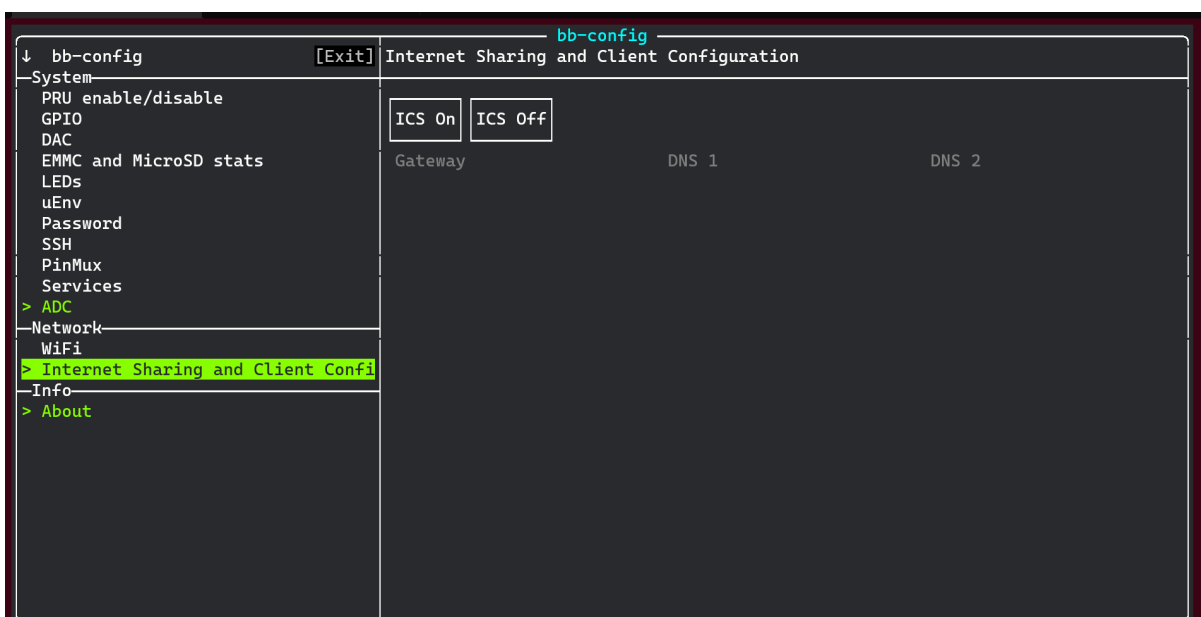 bb-config
↓ bb-config [Exit] Internet Sharing and Client Configuration
System
PRU enable/disable
GPIO
ICS On ICS Off
DAC
EMMC and MicroSD stats
Gateway DNS 1 DNS 2
LEDs
uEnv
Password
SSH
PinMux
Services
> ADC
Network
WiFi
> Internet Sharing and Client Confi
Info
> About